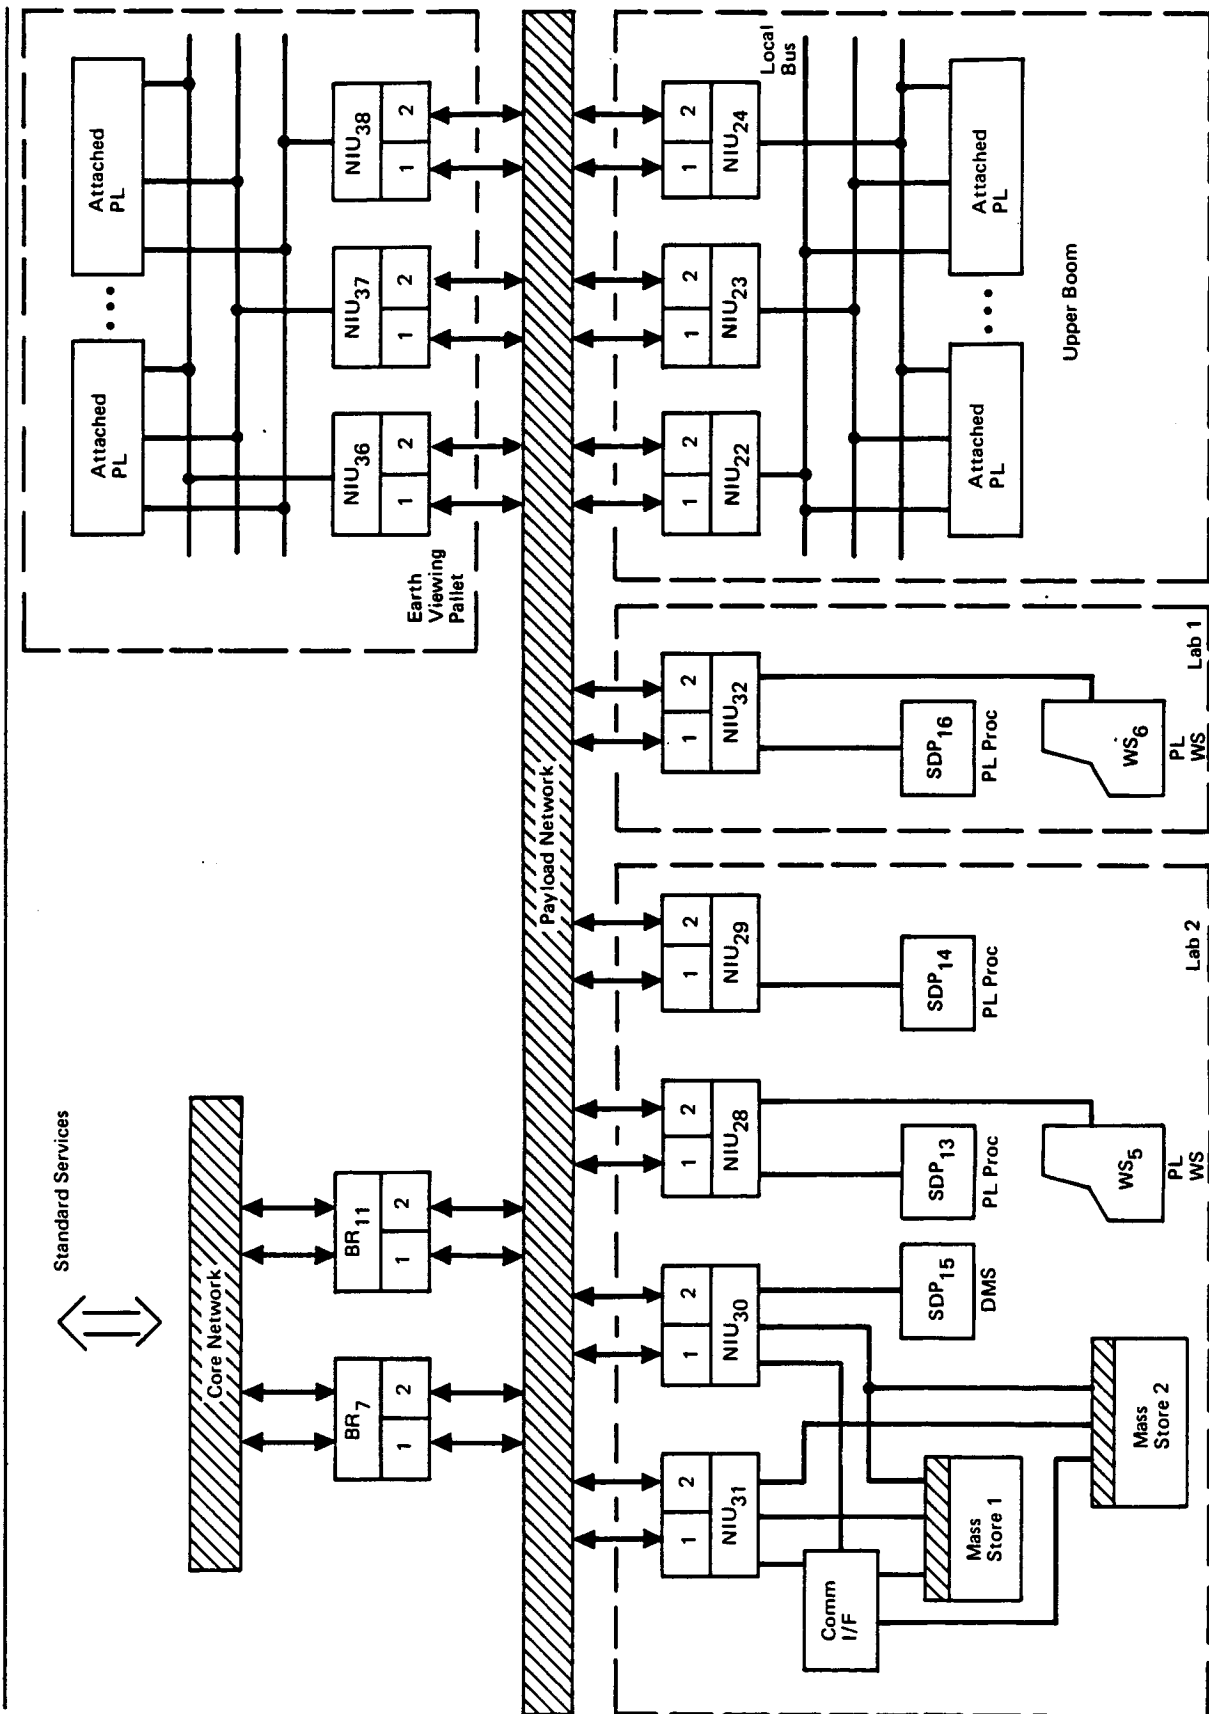 Standard Services
Attached
PL
Attached
PL
Core Network
BR7
1 2
BR11
1 2
NIU36
1 2
NIU37
1 2
NIU38
1 2
Earth
Viewing
Pallet
Payload Network
1 2
NIU31
1 2
NIU30
1 2
NIU28
1 2
NIU29
1 2
NIU32
1 2
NIU22
1 2
NIU23
1 2
NIU24
Local
Bus
Comm
I/F
Mass
Store 1
Mass
Store 2
SDP15
DMS
SDP13
PL Proc
WS5
PL
WS
SDP14
PL Proc
Lab 2
SDP16
PL Proc
WS6
PL
WS
Lab 1
Attached
PL
Attached
PL
Upper Boom